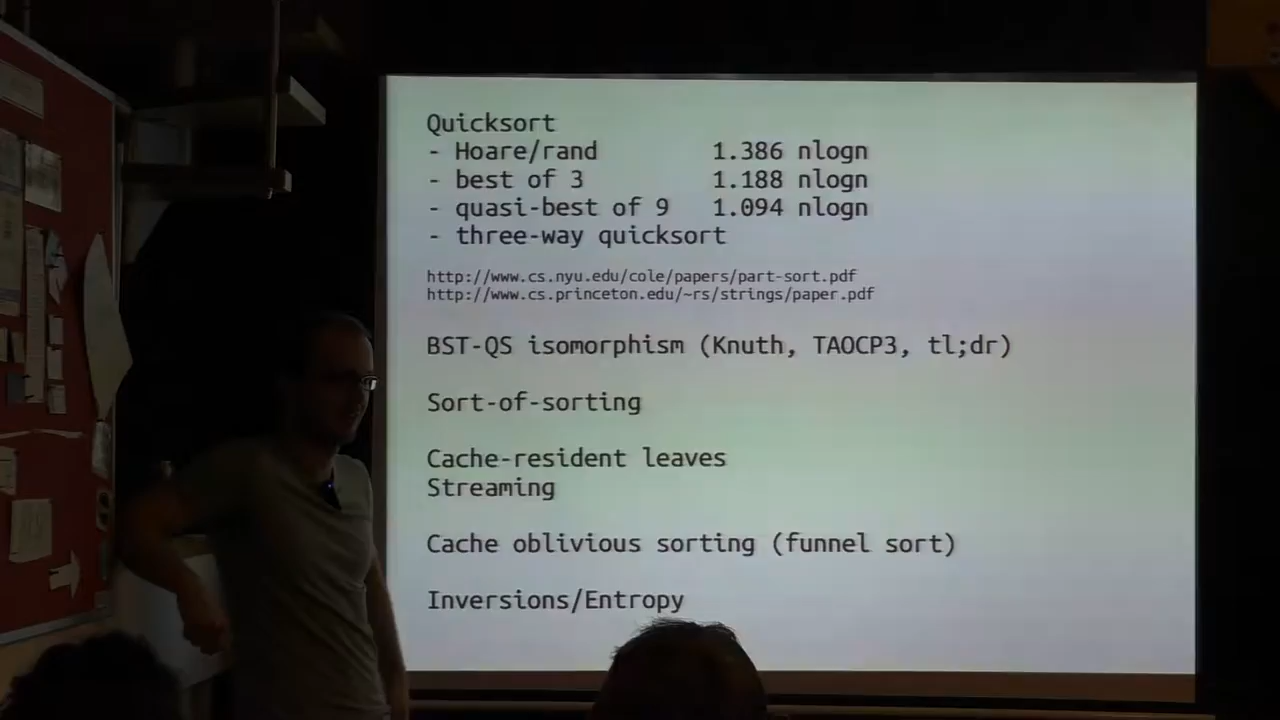 Quicksort
- Hoare/rand 1.386 nlogn
- best of 3 1.188 nlogn
- quasi-best of 9 1.094 nlogn
- three-way quicksort
http://www.cs.nyu.edu/cole/papers/part-sort.pdf
http://www.cs.princeton.edu/~rs/strings/paper.pdf
BST-QS isomorphism (Knuth, TAOCP3, tl;dr)
Sort-of-sorting
Cache-resident leaves
Streaming
Cache oblivious sorting (funnel sort)
Inversions/Entropy